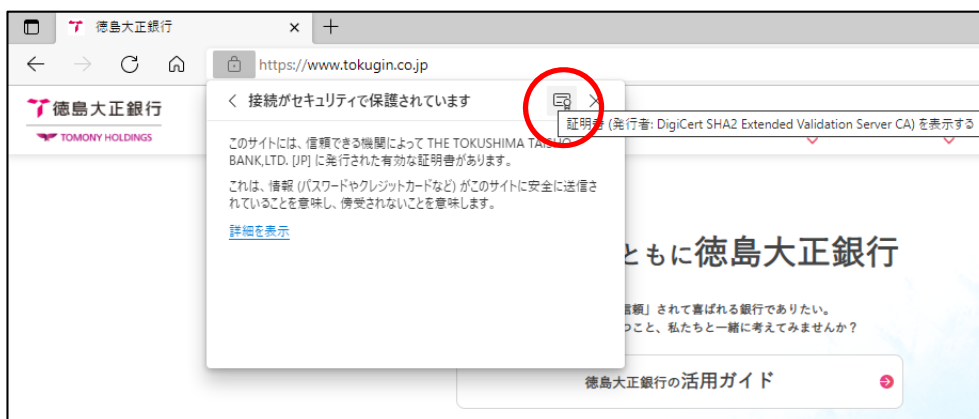 徳島大正銀行
https://www.tokugin.co.jp
徳島大正銀行
TOMONY HOLDINGS
接続がセキュリティで保護されています
証明書 (発行者: DigiCert SHA2 Extended Validation Server CA) を表示する
このサイトには、信頼できる機関によって THE TOKUSHIMA TAISHO
BANK,LTD. [JP] に発行された有効な証明書があります。
これは、情報 (パスワードやクレジットカードなど) がこのサイトに安全に送信さ
れていることを意味し、傍受されないことを意味します。
詳細を表示
ともに徳島大正銀行
信頼」されて喜ばれる銀行でありたい。
つこと、私たちと一緒に考えてみませんか？
徳島大正銀行の活用ガイド